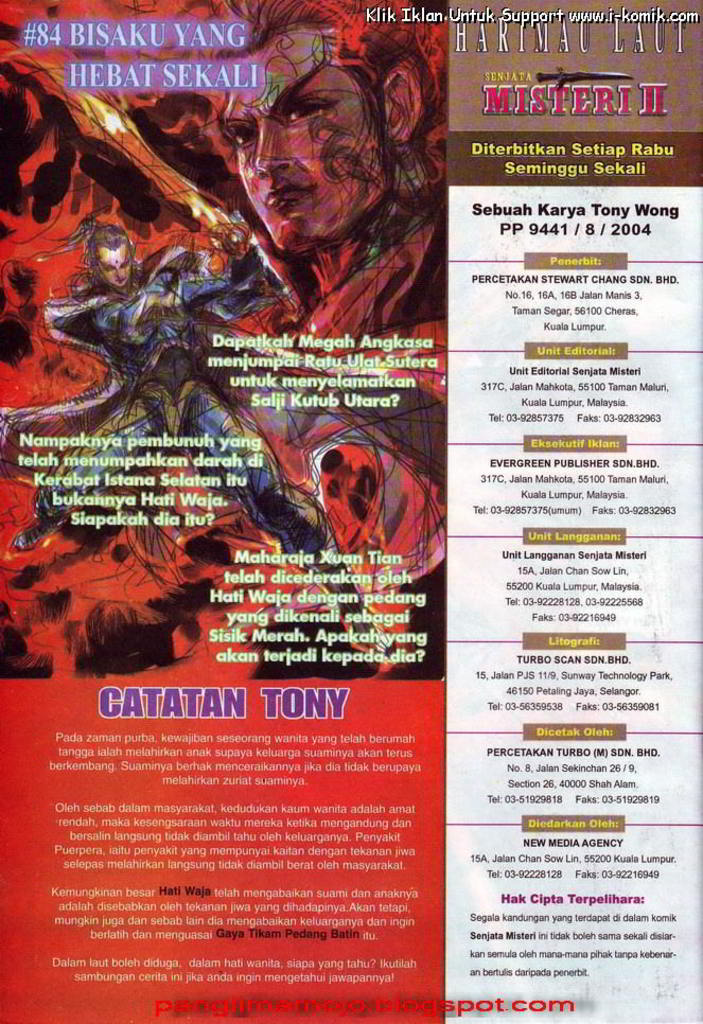 Klik Iklan Untuk Support www.i-komik.com
#84 BISAKU YANG
HEBAT SEKALI
Dapatkah Megah Angkasa
menjumpai Ratu Ulat Sutera
untuk menyelamatkan
Salji Kutub Utara?
Nampaknya pembunuh yang
telah menumpahkan darah di
Kerabat Istana Selatan itu
bukannya Hati Waja.
Siapakah dia itu?
Maharaja Xuan Tian
telah dicederakan oleh
Hati Waja dengan pedang
yang dikenali sebagai
Sisik Merah. Apakah yang
akan terjadi kepada dia?
CATATAN TONY
Pada zaman purba, kewajiban seseorang wanita yang telah berumah
tangga ialah melahirkan anak supaya keluarga suaminya akan terus
berkembang. Suaminya berhak menceraikannya jika dia tidak berupaya
melahirkan zuriat suaminya.
Oleh sebab dalam masyarakat, kedudukan kaum wanita adalah amat
rendah, maka kesengsaraan waktu mereka ketika mengandung dan
bersalin langsung tidak diambil tahu oleh keluarganya. Penyakit
Puerpera, iaitu penyakit yang mempunyai kaitan dengan tekanan jiwa
selepas melahirkan langsung tidak diambil berat oleh masyarakat.
Kemungkinan besar Hati Waja telah mengabaikan suami dan anaknya
adalah disebabkan oleh tekanan jiwa yang dihadapinya.Akan tetapi,
mungkin juga dan sebab lain dia mengabaikan keluarganya dan ingin
berlatih dan menguasai Gaya Tikam Pedang Batin itu.
Dalam laut boleh diduga, dalam hati wanita, siapa yang tahu? Ikutilah
sambungan cerita ini jika anda ingin mengetahui jawapannya!
HARIMAU LAUT
SENJATA
MISTERI II
Diterbitkan Setiap Rabu
Seminggu Sekali
Sebuah Karya Tony Wong
PP 9441 / 8 / 2004
Penerbit:
PERCETAKAN STEWART CHANG SDN. BHD.
No.16, 16A, 16B Jalan Manis 3,
Taman Segar, 56100 Cheras,
Kuala Lumpur.
Unit Editorial:
Unit Editorial Senjata Misteri
317C, Jalan Mahkota, 55100 Taman Maluri,
Kuala Lumpur, Malaysia.
Tel: 03-92857375 Faks: 03-92832963
Eksekutif Iklan:
EVERGREEN PUBLISHER SDN.BHD.
317C, Jalan Mahkota, 55100 Taman Maluri,
Kuala Lumpur, Malaysia.
Tel: 03-92857375(umum) Faks: 03-92832963
Unit Langganan:
Unit Langganan Senjata Misteri
15A, Jalan Chan Sow Lin,
55200 Kuala Lumpur, Malaysia.
Tel: 03-92228128, 03-92225568
Faks: 03-92216949
Litografi:
TURBO SCAN SDN.BHD.
15, Jalan PJS 11/9, Sunway Technology Park,
46150 Petaling Jaya, Selangor.
Tel: 03-56359538 Faks: 03-56359081
Dicetak Oleh:
PERCETAKAN TURBO (M) SDN. BHD.
No. 8, Jalan Sekinchan 26 / 9,
Section 26, 40000 Shah Alam.
Tel: 03-51929818 Faks: 03-51929819
Diedarkan Oleh:
NEW MEDIA AGENCY
15A, Jalan Chan Sow Lin, 55200 Kuala Lumpur.
Tel: 03-92228128 Faks: 03-92216949
Hak Cipta Terpelihara:
Segala kandungan yang terdapat di dalam komik
Senjata Misteri ini tidak boleh sama sekali disiar-
kan semula oleh mana-mana pihak tanpa kebenar-
an bertulis daripada penerbit.